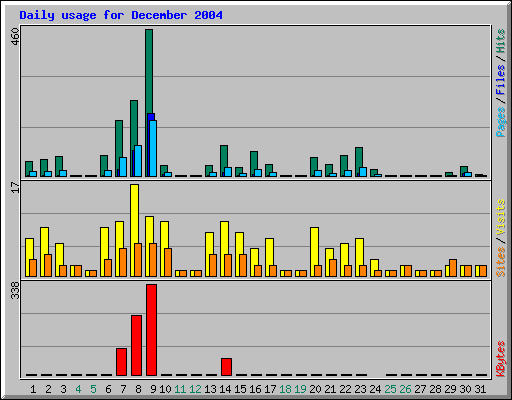 Daily usage for December 2004
460
Pages / Files / Hits
17
Sites / Visits
338
KBytes
1 2 3 4 5 6 7 8 9 10 11 12 13 14 15 16 17 18 19 20 21 22 23 24 25 26 27 28 29 30 31